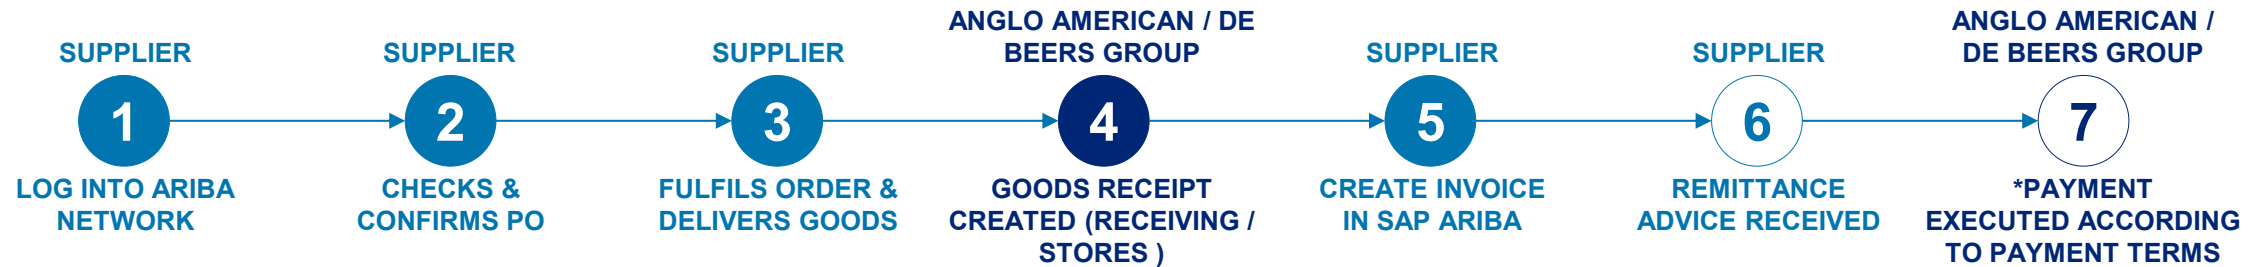 SUPPLIER
1
LOG INTO ARIBA
NETWORK
SUPPLIER
2
CHECKS &
CONFIRMS PO
SUPPLIER
3
FULFILS ORDER &
DELIVERS GOODS
ANGLO AMERICAN / DE
BEERS GROUP
4
GOODS RECEIPT
CREATED (RECEIVING /
STORES )
SUPPLIER
5
CREATE INVOICE
IN SAP ARIBA
SUPPLIER
6
REMITTANCE
ADVICE RECEIVED
ANGLO AMERICAN /
DE BEERS GROUP
7
*PAYMENT
EXECUTED ACCORDING
TO PAYMENT TERMS